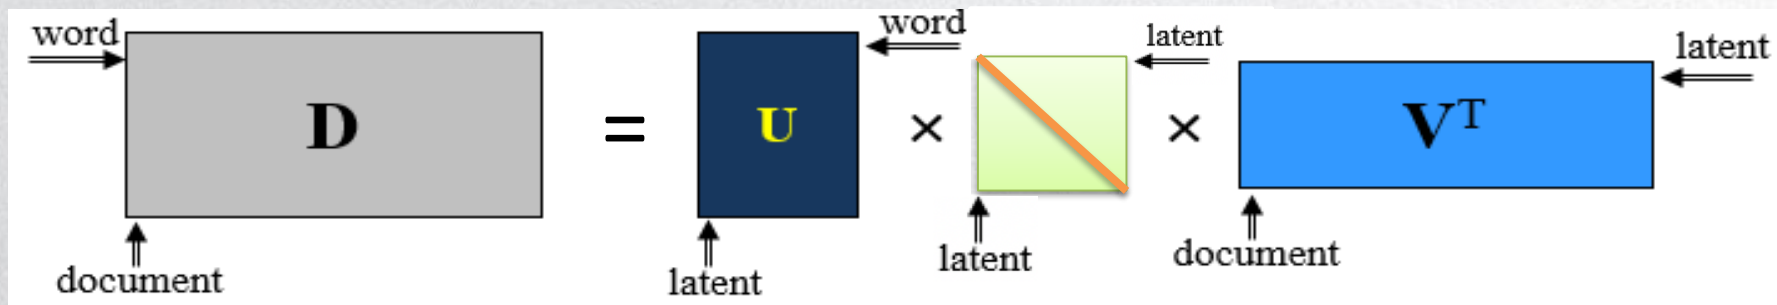 word
D
document
=
word
U
latent
×
latent
latent
×
latent
V^T
document